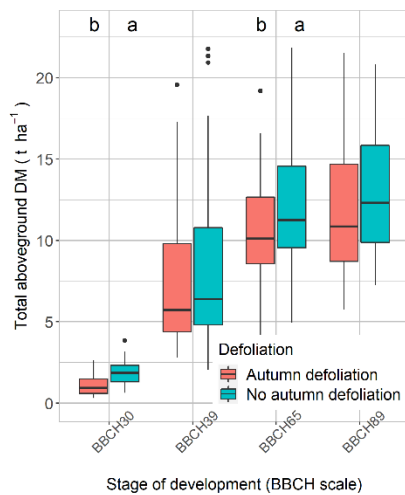 b a b a
20
15
10
5
0
Total aboveground DM ( t ha⁻¹)
Defoliation
Autumn defoliation
No autumn defoliation
BBCH30 BBCH39 BBCH65 BBCH89
Stage of development (BBCH scale)